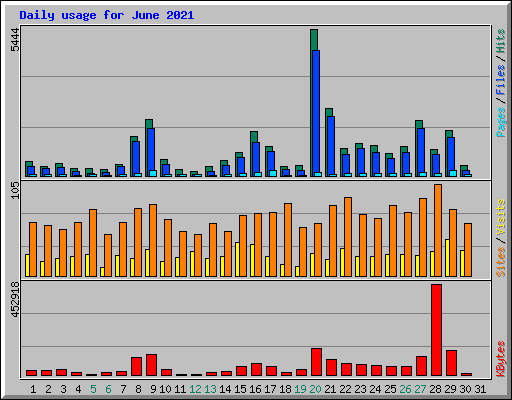 Daily usage for June 2021
5444
Pages / Files / Hits
105
Sites / Visits
452918
KBytes
1 2 3 4 5 6 7 8 9 10 11 12 13 14 15 16 17 18 19 20 21 22 23 24 25 26 27 28 29 30 31